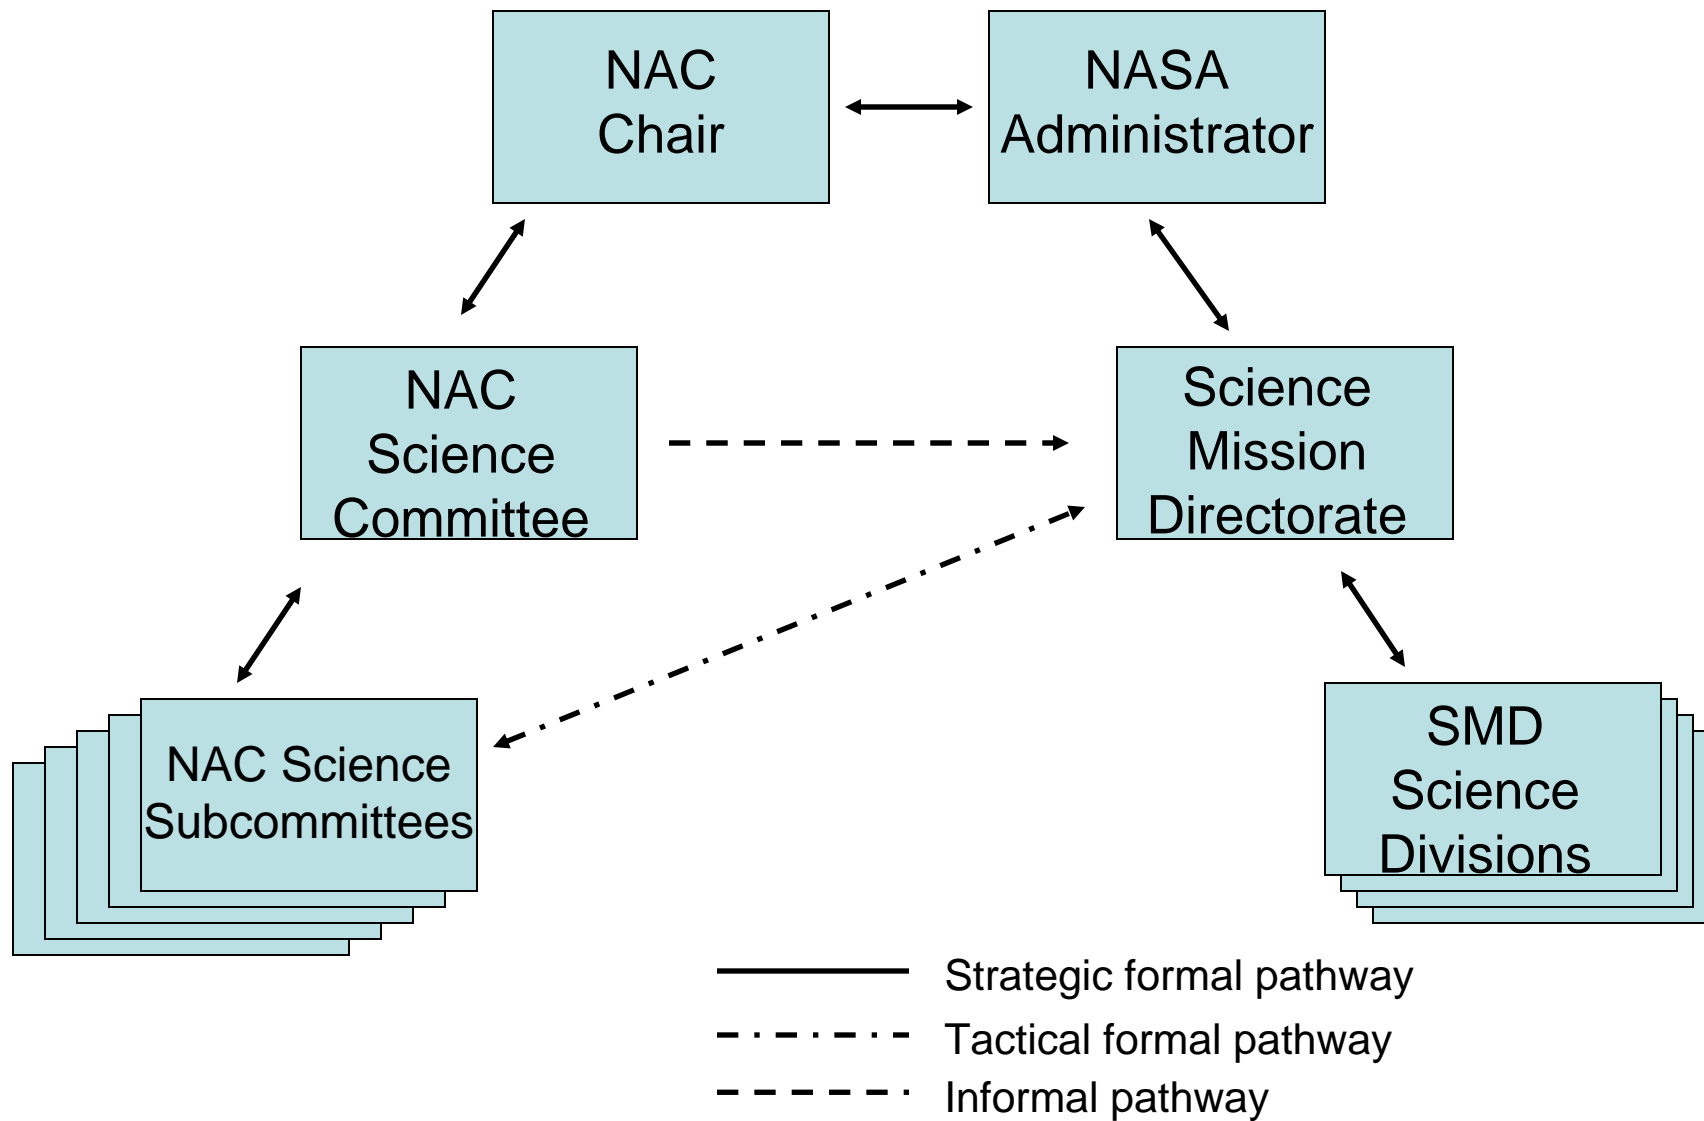 NAC
Chair
NASA
Administrator
NAC
Science
Committee
Science
Mission
Directorate
NAC Science
Subcommittees
SMD
Science
Divisions
Strategic formal pathway
Tactical formal pathway
Informal pathway